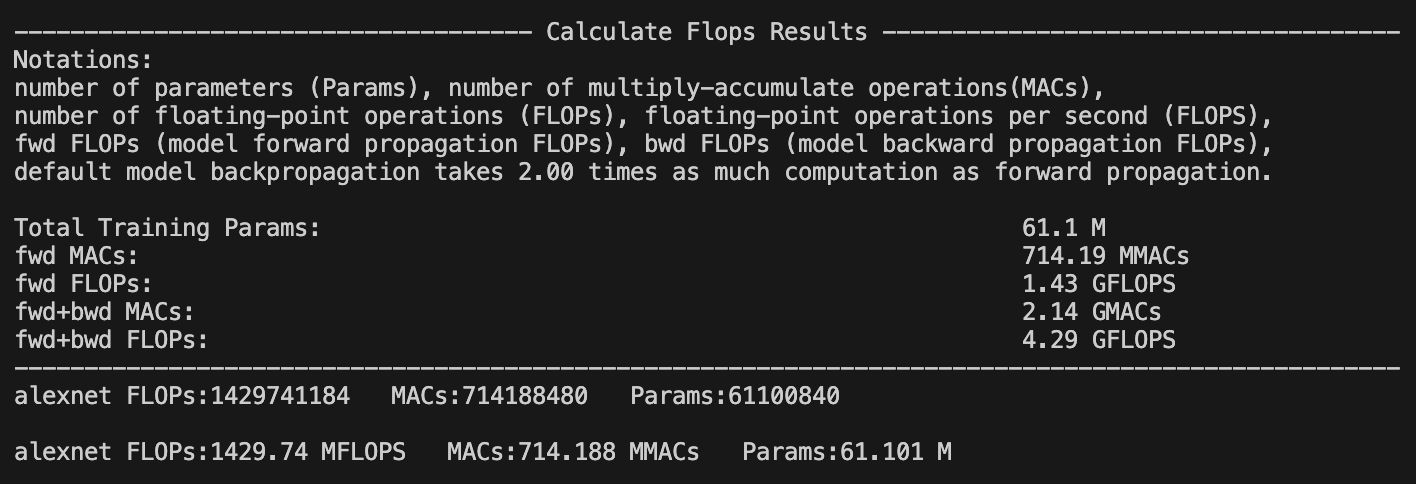 ------------------------------------- Calculate Flops Results -------------------------------------
Notations:
number of parameters (Params), number of multiply-accumulate operations(MACs),
number of floating-point operations (FLOPs), floating-point operations per second (FLOPS),
fwd FLOPs (model forward propagation FLOPs), bwd FLOPs (model backward propagation FLOPs),
default model backpropagation takes 2.00 times as much computation as forward propagation.

Total Training Params:                                                  61.1 M
fwd MACs:                                                               714.19 MMACs
fwd FLOPs:                                                              1.43 GFLOPS
fwd+bwd MACs:                                                           2.14 GMACs
fwd+bwd FLOPs:                                                          4.29 GFLOPS
---------------------------------------------------------------------------------------------------
alexnet FLOPs:1429741184   MACs:714188480   Params:61100840

alexnet FLOPs:1429.74 MFLOPS   MACs:714.188 MMACs   Params:61.101 M